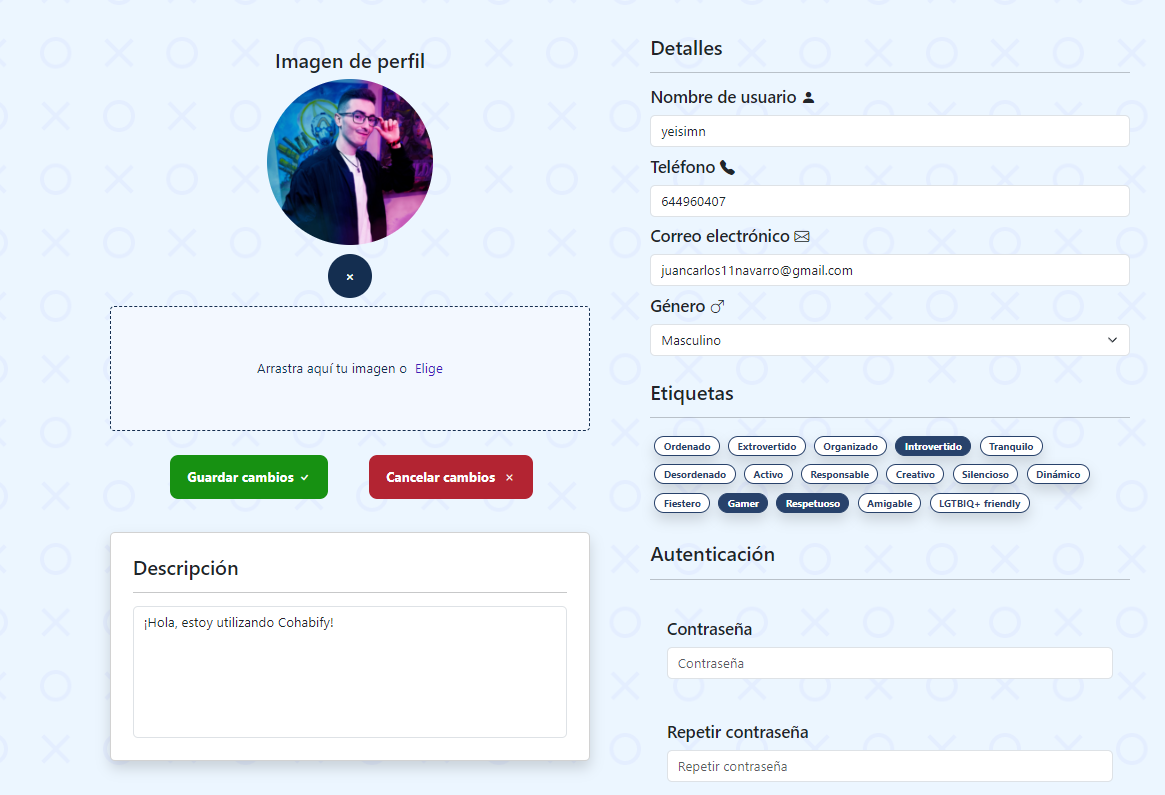 Imagen de perfil
×
Arrastra aquí tu imagen o Elige
Guardar cambios ✓
Cancelar cambios ×
Descripción
¡Hola, estoy utilizando Cohabify!
Detalles
Nombre de usuario
yeisimn
Teléfono
644960407
Correo electrónico
juancarlos11navarro@gmail.com
Género ♂
Masculino
Etiquetas
Ordenado Extrovertido Organizado Introvertido Tranquilo
Desordenado Activo Responsable Creativo Silencioso Dinámico
Fiestero Gamer Respetuoso Amigable LGTBIQ+ friendly
Autenticación
Contraseña
Contraseña
Repetir contraseña
Repetir contraseña